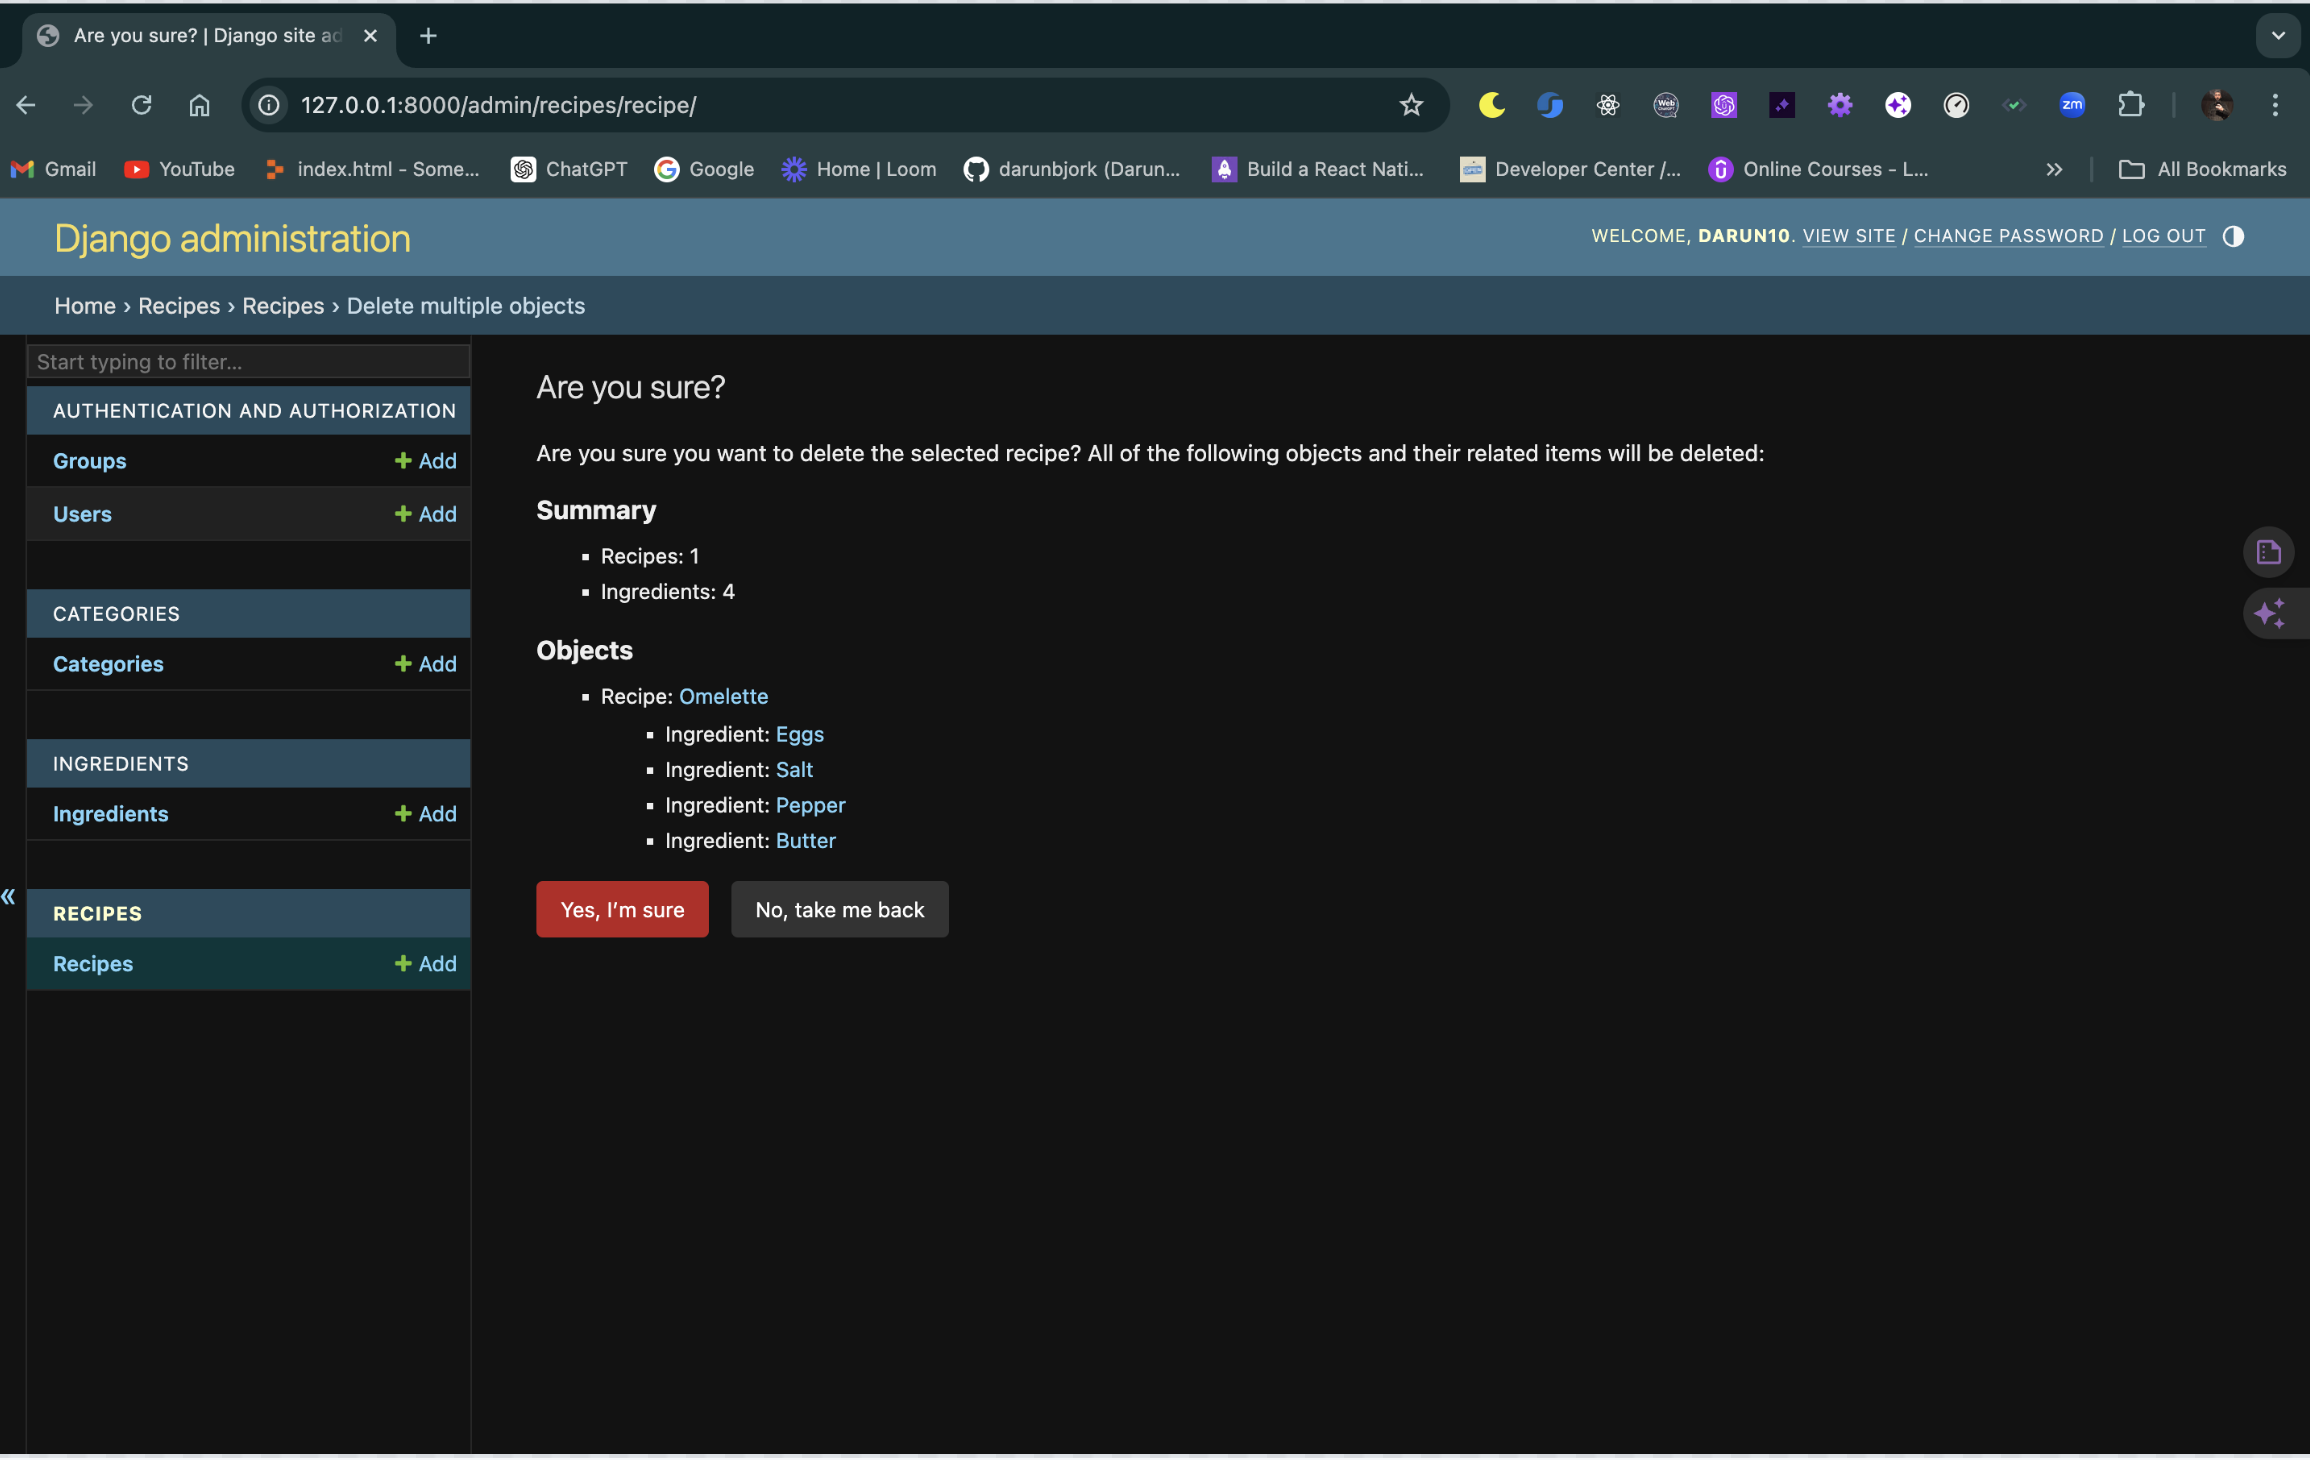 Are you sure? | Django site ad
127.0.0.1:8000/admin/recipes/recipe/
zm
Gmail
YouTube
index.html - Some...
ChatGPT
Google
Home | Loom
darunbjork (Darun...
Build a React Nati...
Developer Center /...
Online Courses - L...
All Bookmarks
Django administration
WELCOME, DARUN10. VIEW SITE / CHANGE PASSWORD / LOG OUT
Home › Recipes › Recipes › Delete multiple objects
Start typing to filter...
AUTHENTICATION AND AUTHORIZATION
Groups + Add
Users + Add
CATEGORIES
Categories + Add
INGREDIENTS
Ingredients + Add
RECIPES
Recipes + Add
Are you sure?
Are you sure you want to delete the selected recipe? All of the following objects and their related items will be deleted:
Summary
Recipes: 1
Ingredients: 4
Objects
Recipe: Omelette
Ingredient: Eggs
Ingredient: Salt
Ingredient: Pepper
Ingredient: Butter
Yes, I’m sure
No, take me back